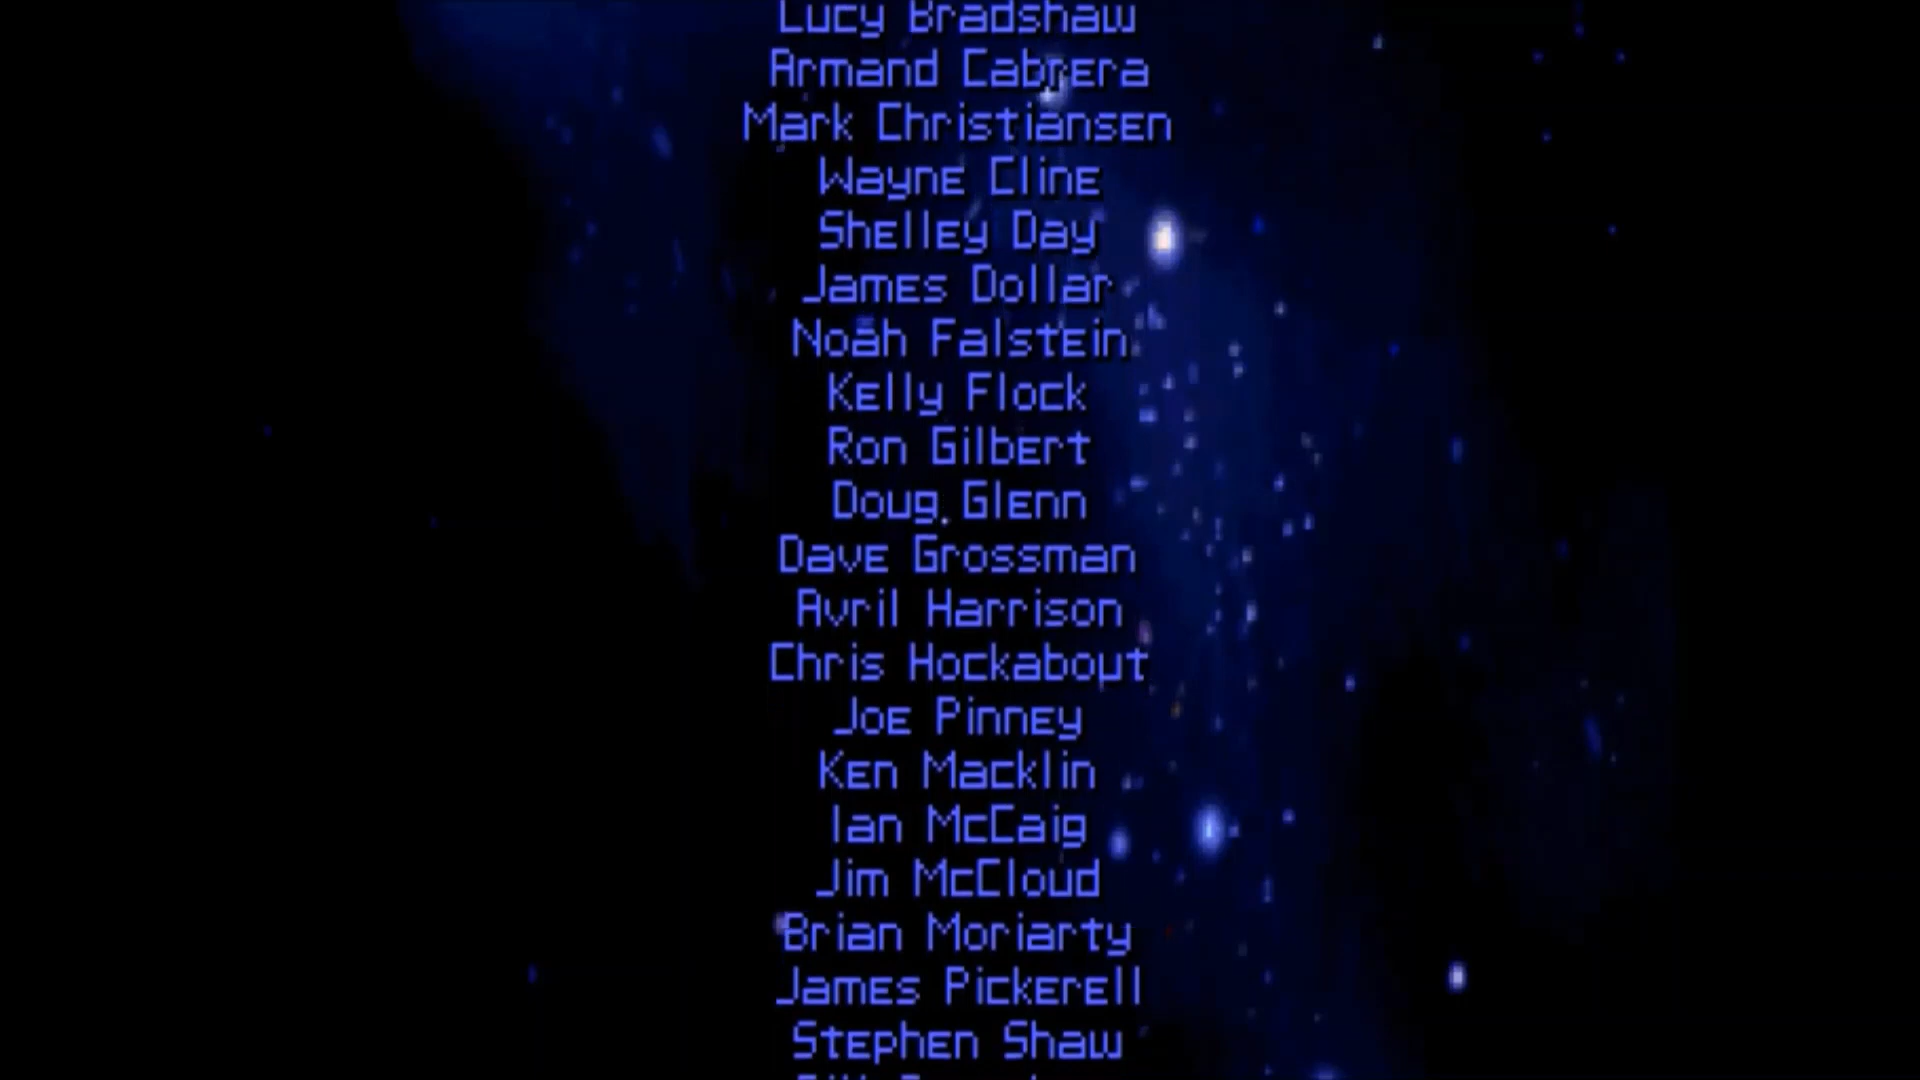 Lucy Bradshaw
Armand Cabrera
Mark Christiansen
Wayne Cline
Shelley Day
James Dollar
Noah Falstein
Kelly Flock
Ron Gilbert
Doug Glenn
Dave Grossman
Avril Harrison
Chris Hockabout
Joe Pinney
Ken Macklin
Ian McCaig
Jim McCloud
Brian Moriarty
James Pickerell
Stephen Shaw